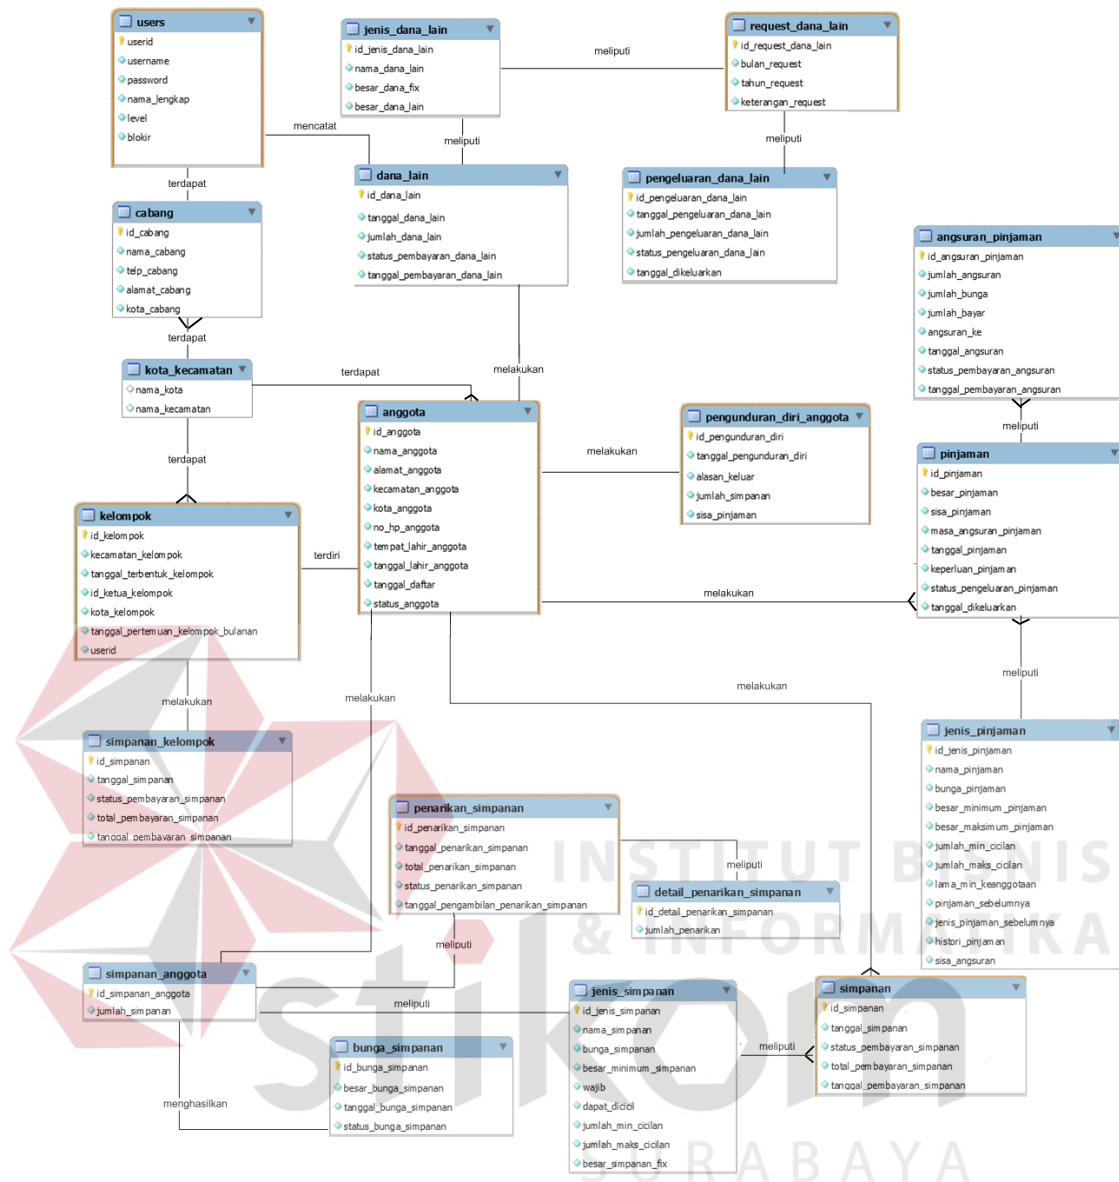 users
userid
username
password
nama_lengkap
level
blokir
jenis_dana_lain
id_jenis_dana_lain
nama_dana_lain
besar_dana_fix
besar_dana_lain
meliputi
request_dana_lain
id_request_dana_lain
bulan_request
tahun_request
keterangan_request
mencatat
meliputi
meliputi
terdapat
dana_lain
id_dana_lain
tanggal_dana_lain
jumlah_dana_lain
status_pembayaran_dana_lain
tanggal_pembayaran_dana_lain
pengeluaran_dana_lain
id_pengeluaran_dana_lain
tanggal_pengeluaran_dana_lain
jumlah_pengeluaran_dana_lain
status_pengeluaran_dana_lain
tanggal_dikeluarkan
cabang
id_cabang
nama_cabang
telp_cabang
alamat_cabang
kota_cabang
angsuran_pinjaman
id_angsuran_pinjaman
jumlah_angsuran
jumlah_bunga
jumlah_bayar
angsuran_ke
tanggal_angsuran
status_pembayaran_angsuran
tanggal_pembayaran_angsuran
terdapat
kota_kecamatan
nama_kota
nama_kecamatan
terdapat
melakukan
anggota
id_anggota
nama_anggota
alamat_anggota
kecamatan_anggota
kota_anggota
no_hp_anggota
tempat_lahir_anggota
tanggal_lahir_anggota
tanggal_daftar
status_anggota
melakukan
pengunduran_diri_anggota
id_pengunduran_diri
tanggal_pengunduran_diri
alasan_keluar
jumlah_simpanan
sisa_pinjaman
meliputi
pinjaman
id_pinjaman
besar_pinjaman
sisa_pinjaman
masa_angsuran_pinjaman
tanggal_pinjaman
keperluan_pinjaman
status_pengeluaran_pinjaman
tanggal_dikeluarkan
terdapat
kelompok
id_kelompok
kecamatan_kelompok
tanggal_terbentuk_kelompok
id_ketua_kelompok
kota_kelompok
tanggal_pertemuan_kelompok_bulanan
userid
terdiri
melakukan
melakukan
melakukan
melakukan
meliputi
simpanan_kelompok
id_simpanan
tanggal_simpanan
status_pembayaran_simpanan
total_pembayaran_simpanan
tanggal_pembayaran_simpanan
jenis_pinjaman
id_jenis_pinjaman
nama_pinjaman
bunga_pinjaman
besar_minimum_pinjaman
besar_maksimum_pinjaman
jumlah_min_cicilan
jumlah_maks_cicilan
lama_min_keanggotaan
pinjaman_sebelumnya
jenis_pinjaman_sebelumnya
histori_pinjaman
sisa_angsuran
penarikan_simpanan
id_penarikan_simpanan
tanggal_penarikan_simpanan
total_penarikan_simpanan
status_penarikan_simpanan
tanggal_pengambilan_penarikan_simpanan
meliputi
detail_penarikan_simpanan
id_detail_penarikan_simpanan
jumlah_penarikan
meliputi
simpanan_anggota
id_simpanan_anggota
jumlah_simpanan
meliputi
jenis_simpanan
id_jenis_simpanan
nama_simpanan
bunga_simpanan
besar_minimum_simpanan
wajib
dapat_dicicil
jumlah_min_cicilan
jumlah_maks_cicilan
besar_simpanan_fix
meliputi
simpanan
id_simpanan
tanggal_simpanan
status_pembayaran_simpanan
total_pembayaran_simpanan
tanggal_pembayaran_simpanan
menghasilkan
bunga_simpanan
id_bunga_simpanan
besar_bunga_simpanan
tanggal_bunga_simpanan
status_bunga_simpanan
INSTITUT BISNIS
& INFORMATIKA
stikom
SURABAYA